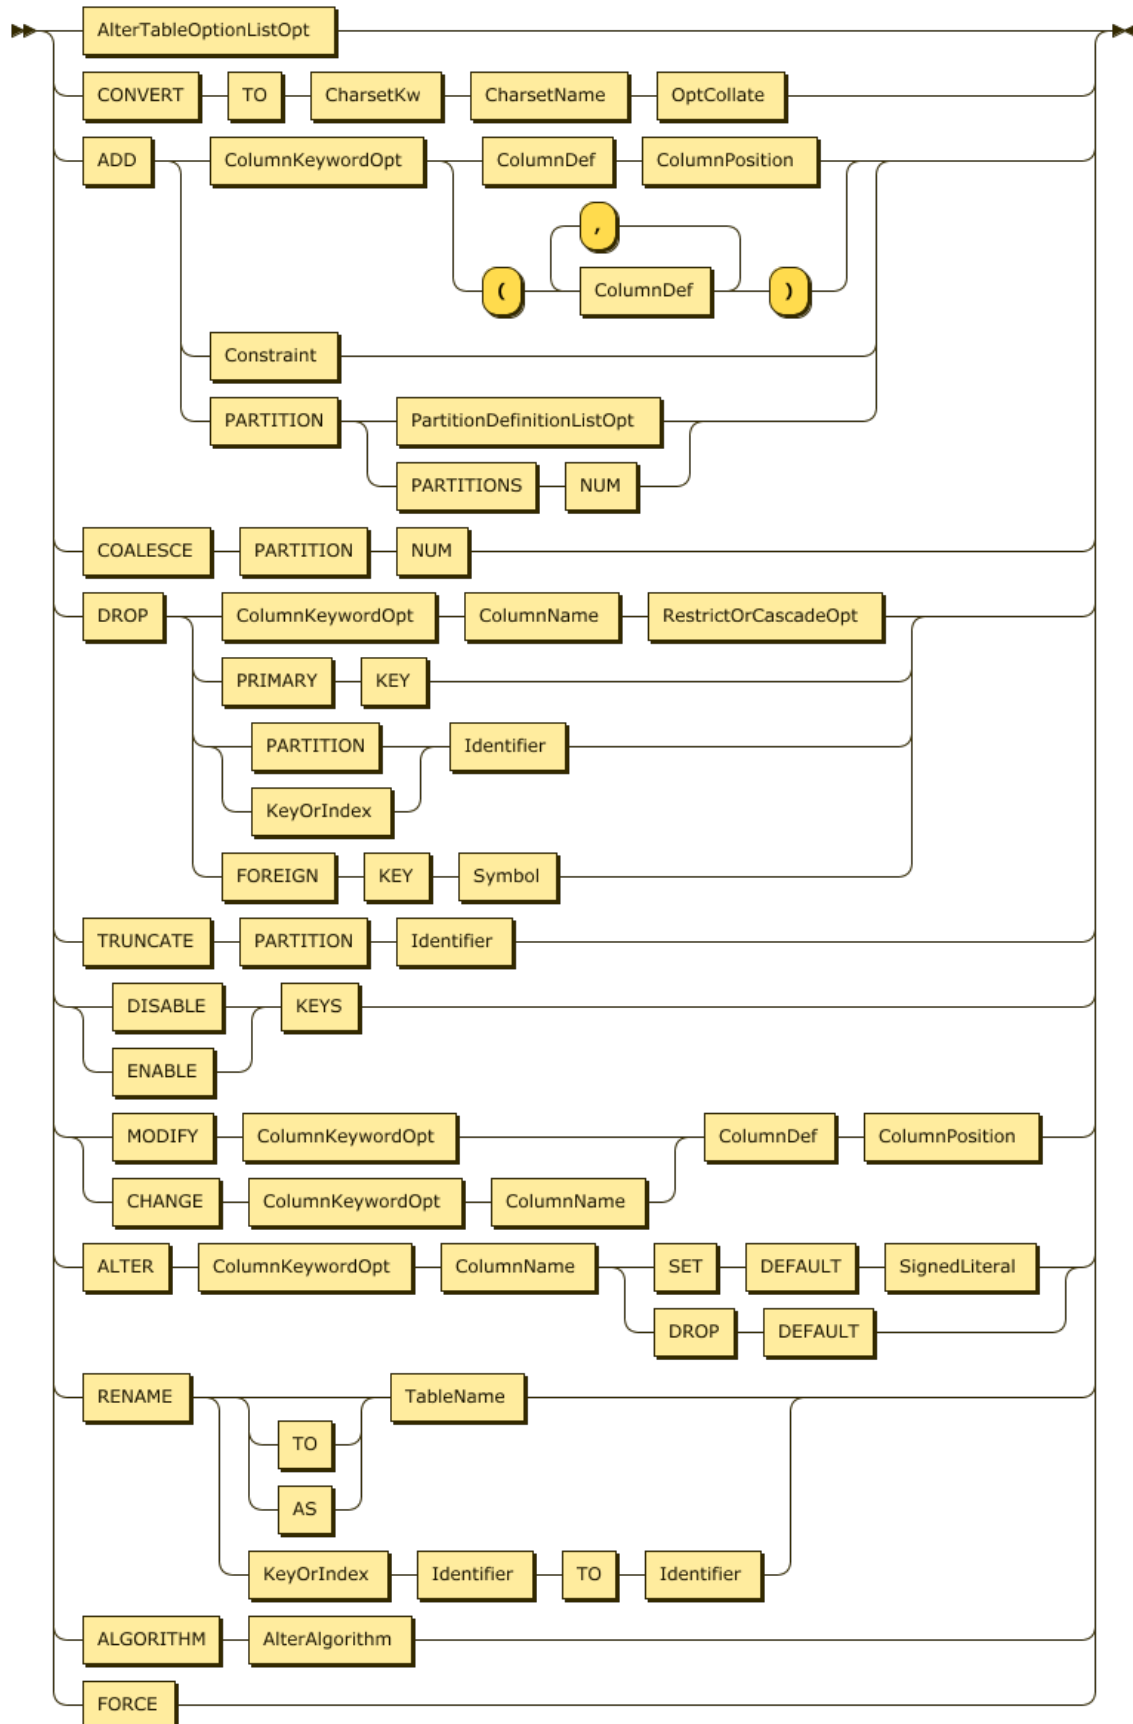 AlterTableOptionListOpt
CONVERT TO CharsetKw CharsetName OptCollate
ADD ColumnKeywordOpt ColumnDef ColumnPosition
,
( ColumnDef )
Constraint
PARTITION PartitionDefinitionListOpt
PARTITIONS NUM
COALESCE PARTITION NUM
DROP ColumnKeywordOpt ColumnName RestrictOrCascadeOpt
PRIMARY KEY
PARTITION Identifier
KeyOrIndex
FOREIGN KEY Symbol
TRUNCATE PARTITION Identifier
DISABLE KEYS
ENABLE
MODIFY ColumnKeywordOpt ColumnDef ColumnPosition
CHANGE ColumnKeywordOpt ColumnName
ALTER ColumnKeywordOpt ColumnName SET DEFAULT SignedLiteral
DROP DEFAULT
RENAME TableName
TO
AS
KeyOrIndex Identifier TO Identifier
ALGORITHM AlterAlgorithm
FORCE